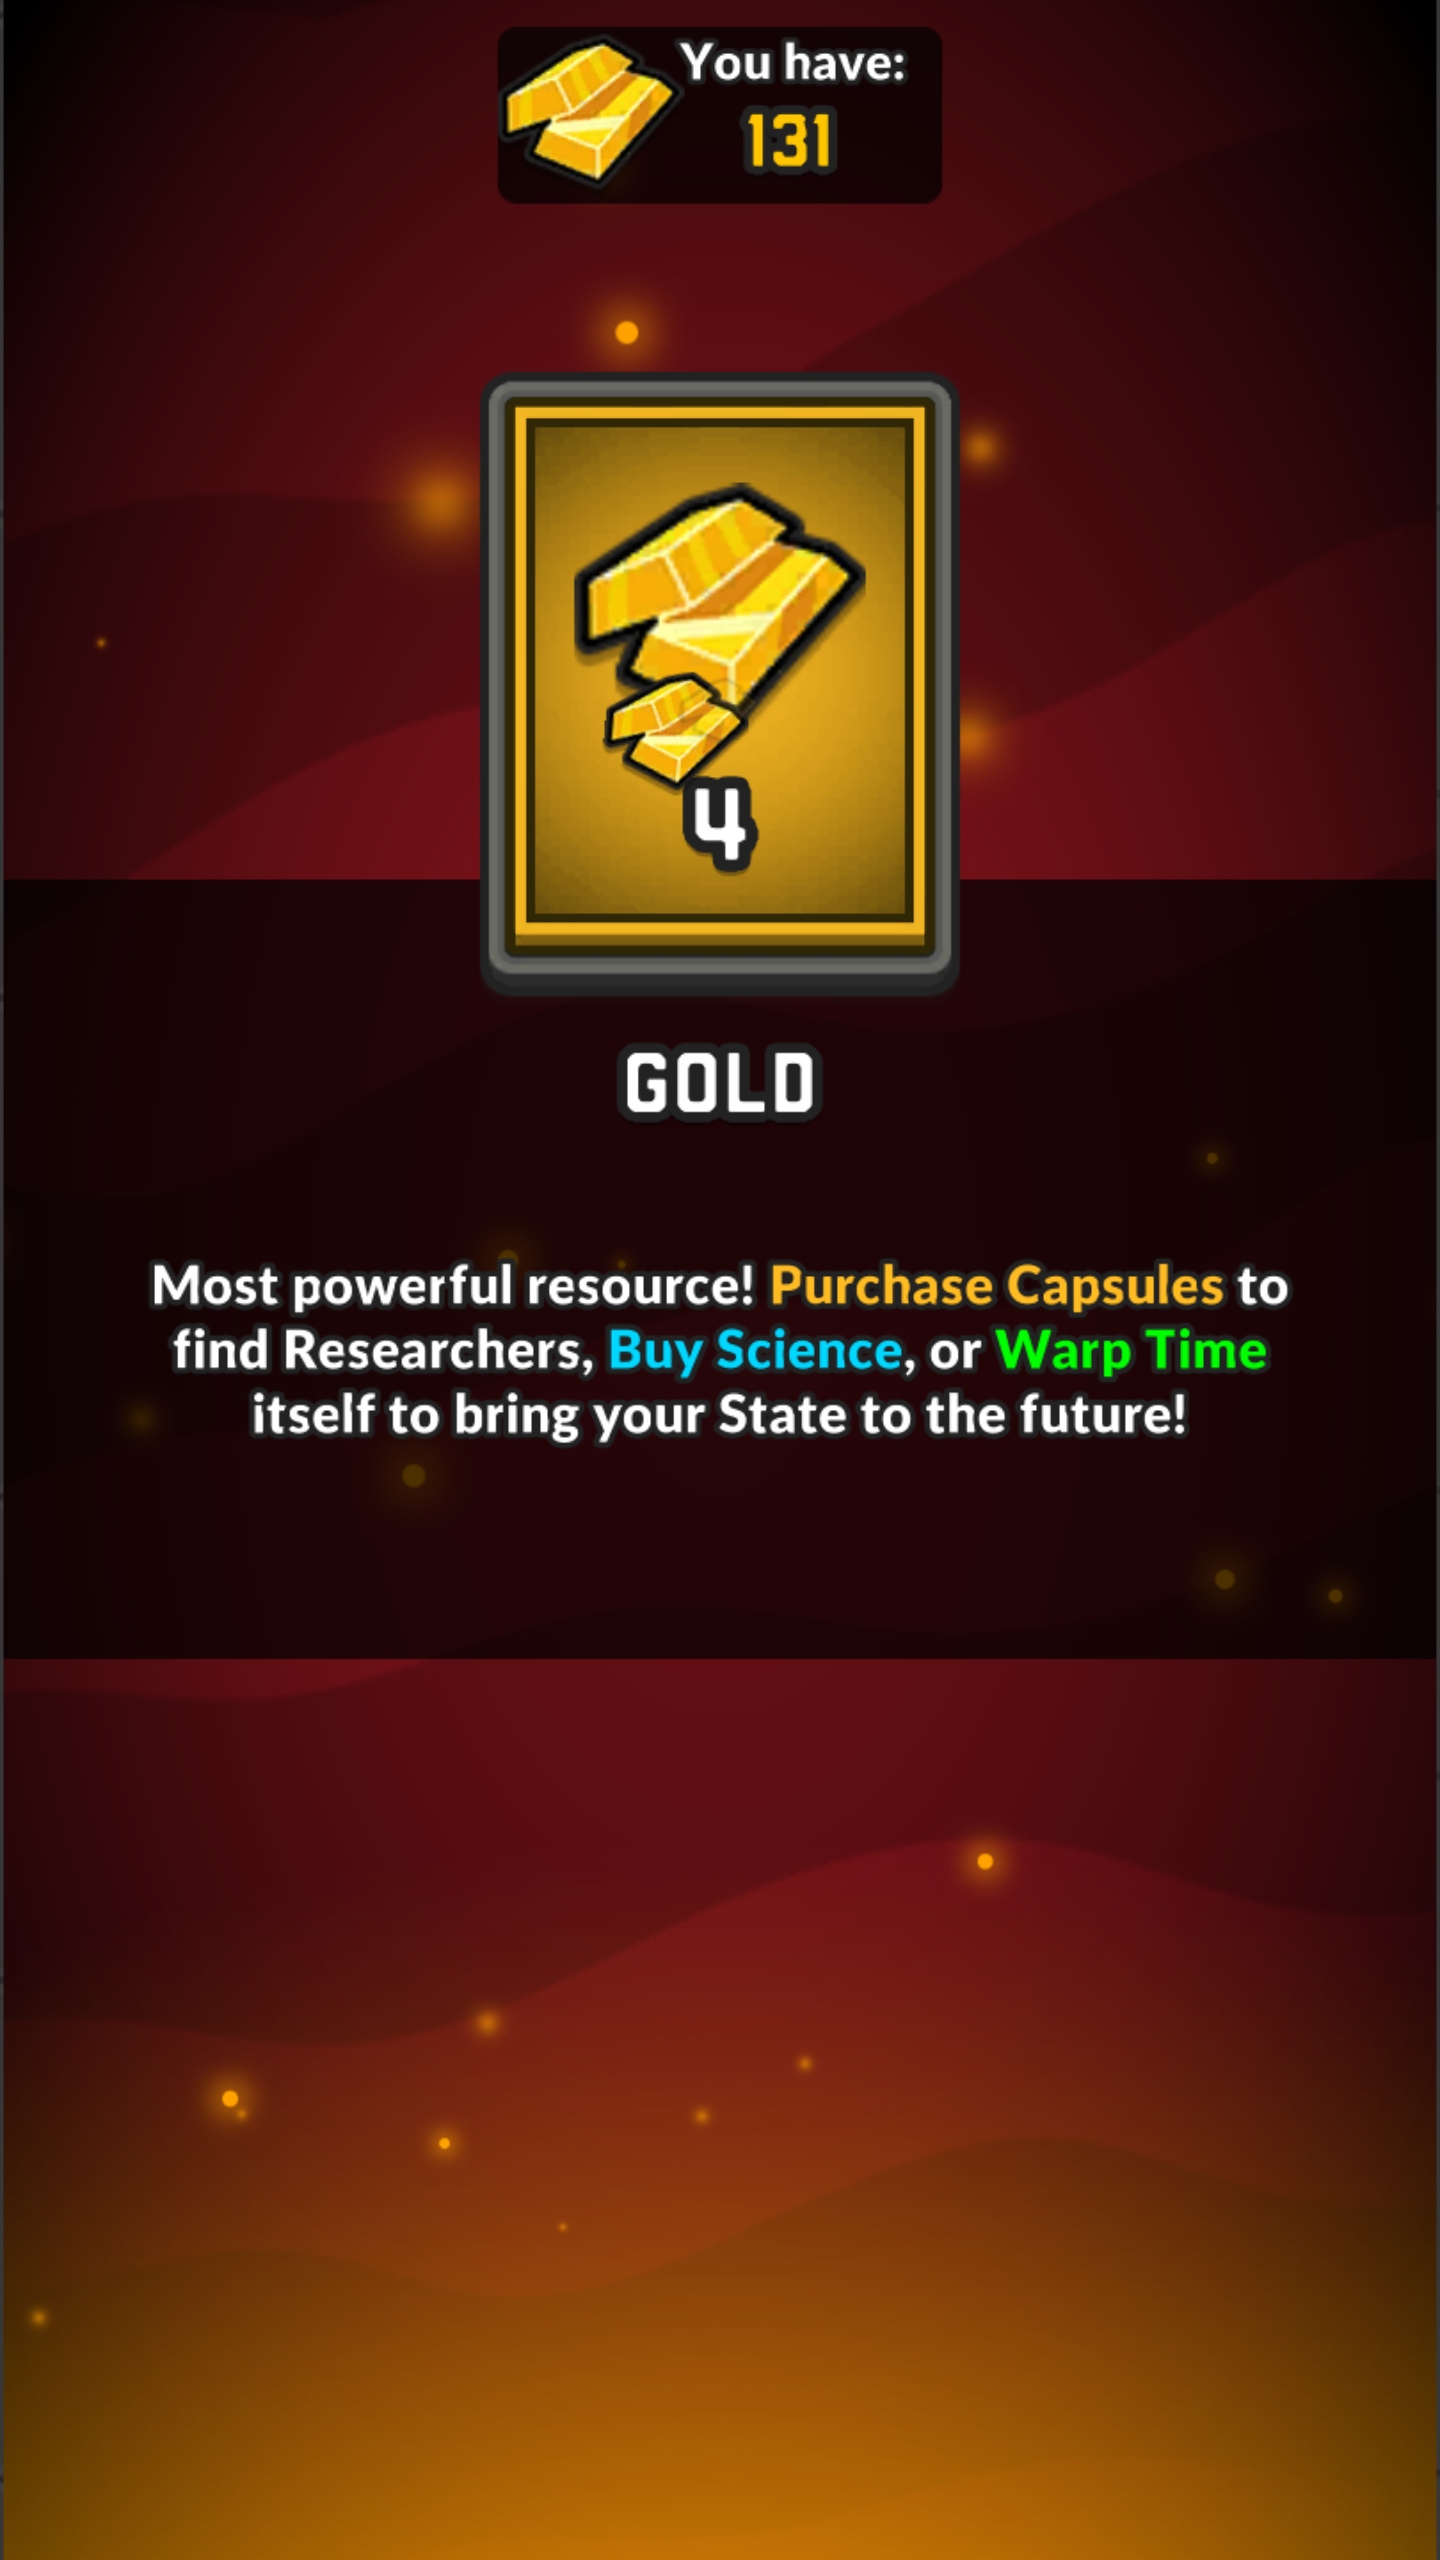 You have:
131
4
GOLD
Most powerful resource! Purchase Capsules to
find Researchers, Buy Science, or Warp Time
itself to bring your State to the future!